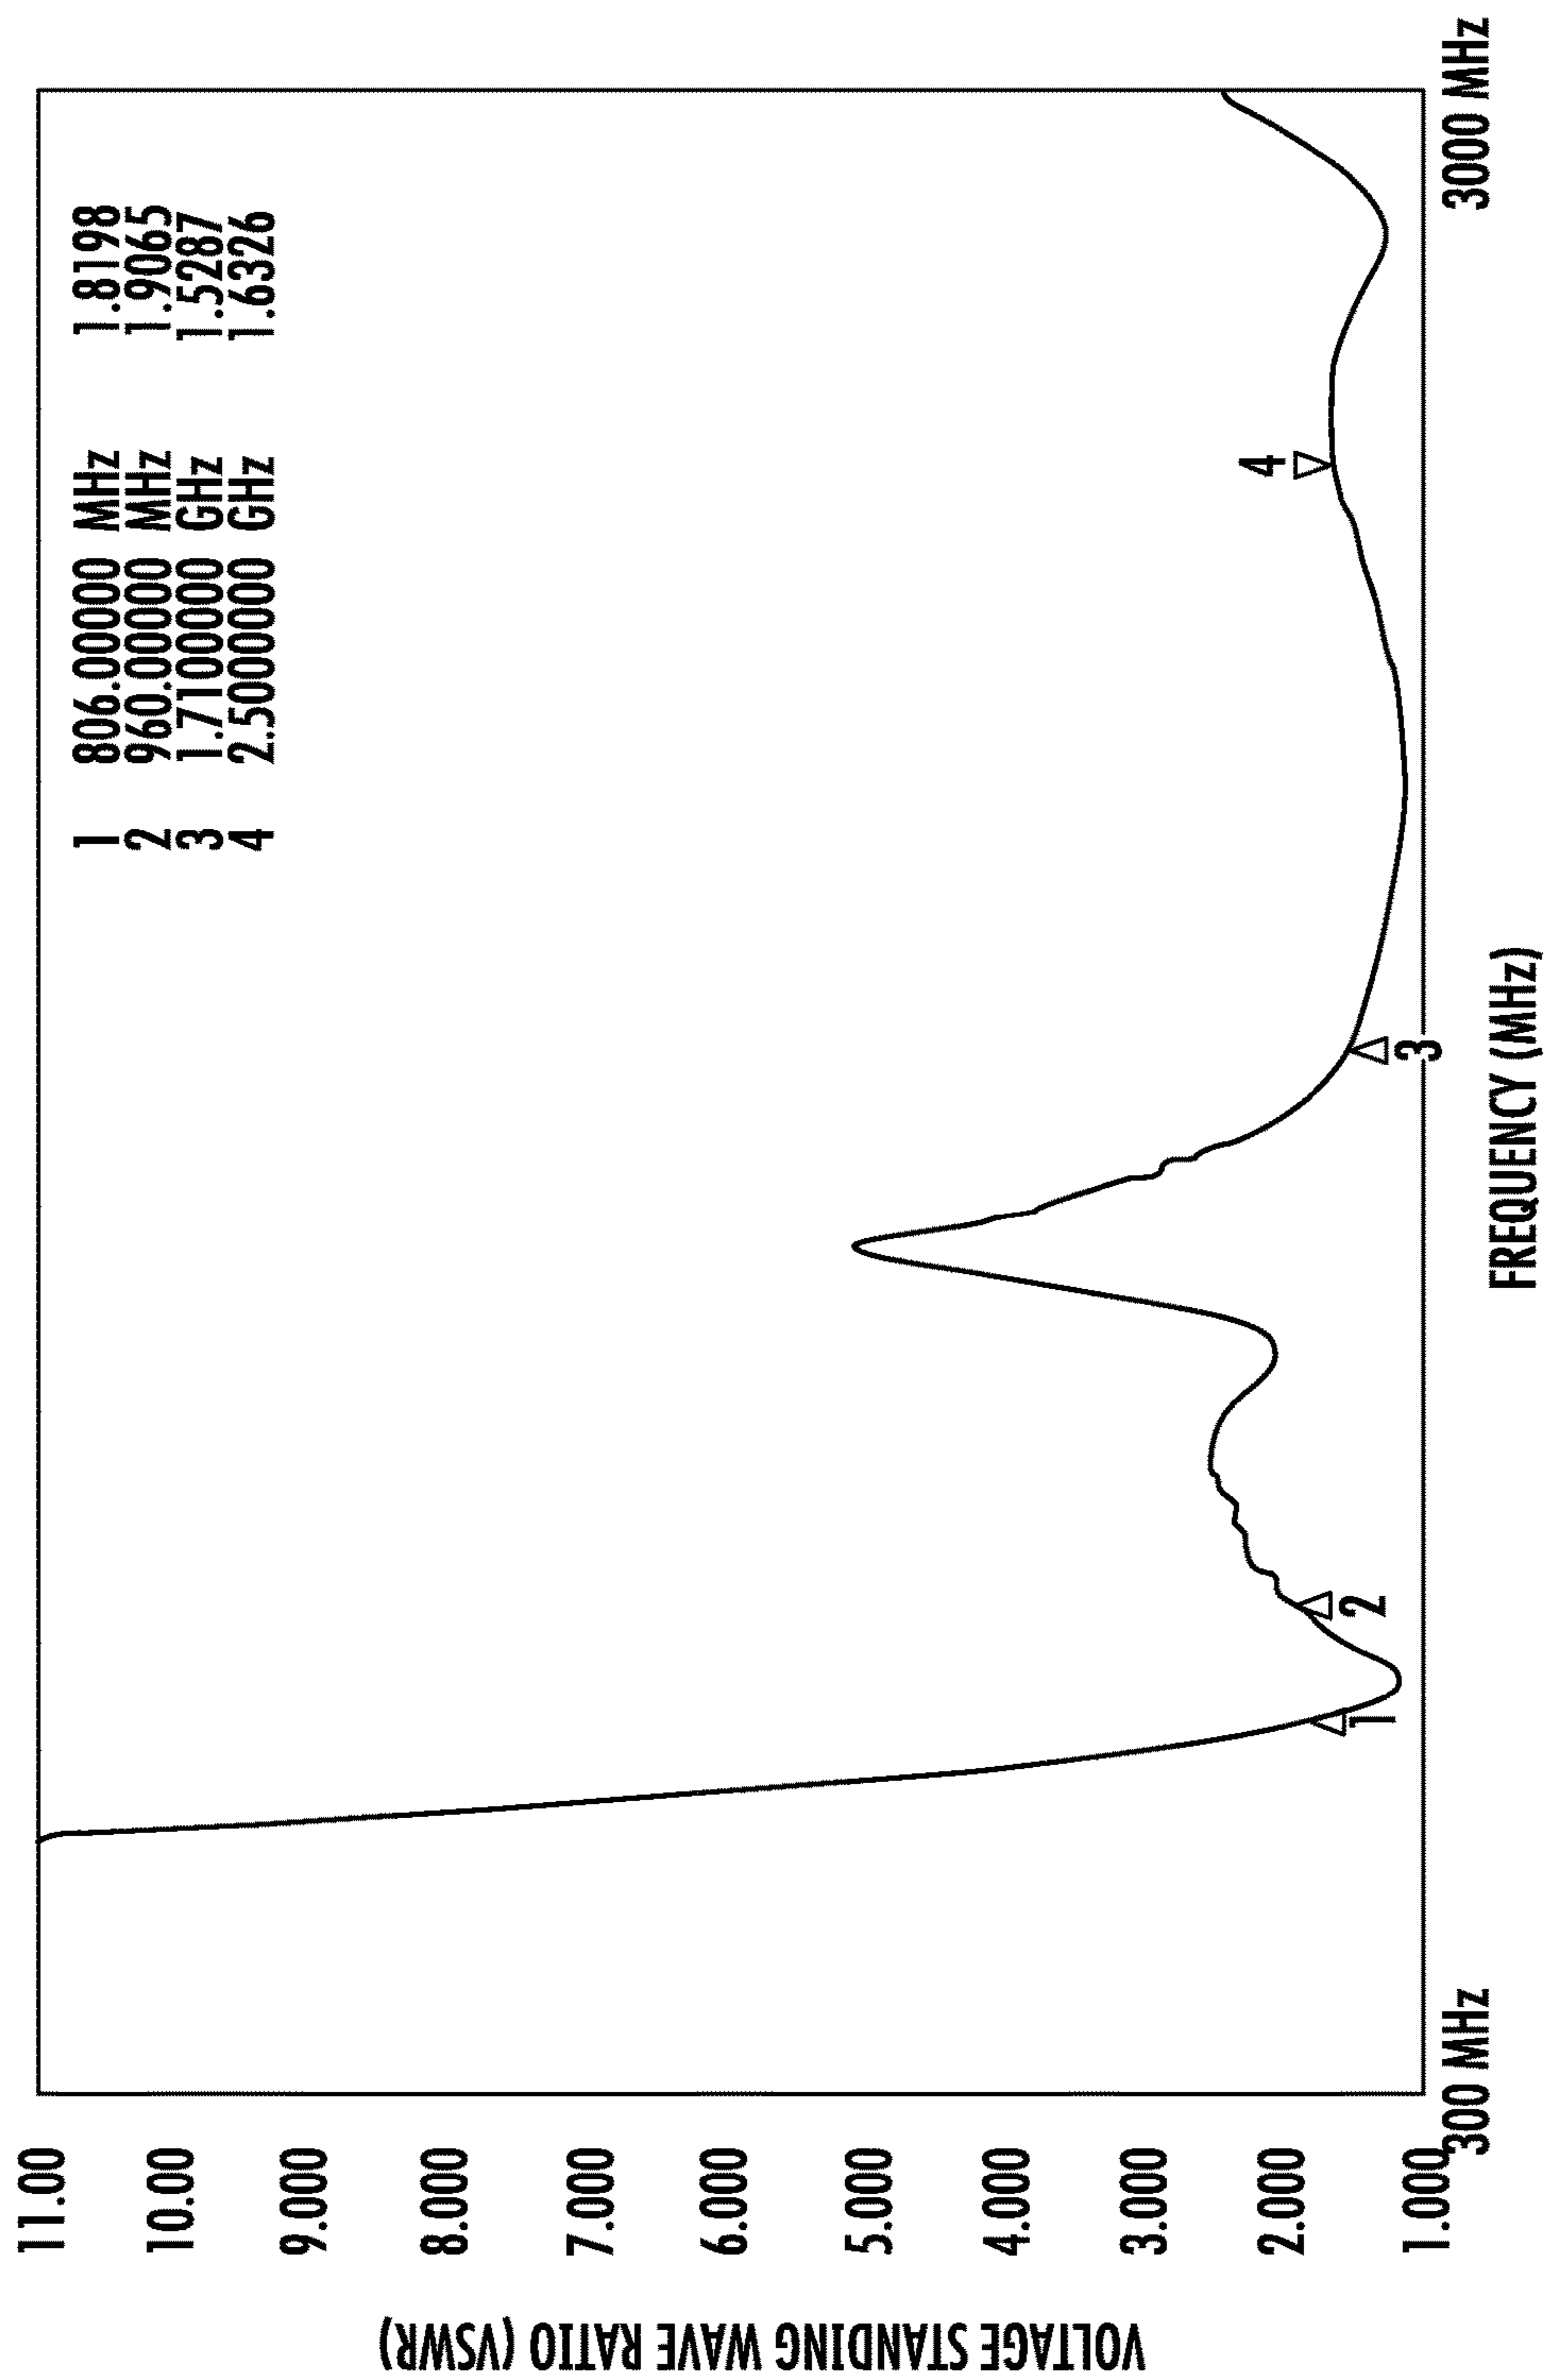 VOLTAGE STANDING WAVE RATIO (VSWR)
11.00
10.00
9.000
8.000
7.000
6.000
5.000
4.000
3.000
2.000
1.000
1 806.00000 MHz 1.8198
2 960.00000 MHz 1.9065
3 1.7100000 GHz 1.5287
4 2.5000000 GHz 1.6326
1
2
3
4
300 MHz
3000 MHz
FREQUENCY (MHz)